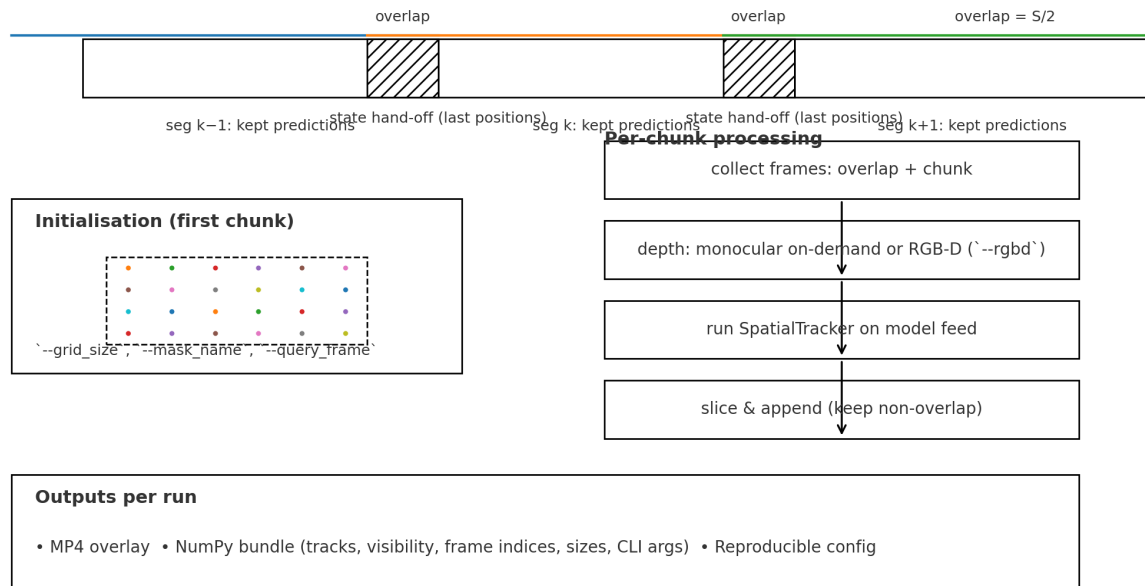 overlap
overlap
overlap = S/2
state hand-off (last positions)
state hand-off (last positions)
seg k−1: kept predictions
seg k: kept predictions
seg k+1: kept predictions
Per-chunk processing
collect frames: overlap + chunk
depth: monocular on-demand or RGB-D (`--rgbd`)
run SpatialTracker on model feed
slice & append (keep non-overlap)
Initialisation (first chunk)
`--grid_size`, `--mask_name`, `--query_frame`
Outputs per run
• MP4 overlay • NumPy bundle (tracks, visibility, frame indices, sizes, CLI args) • Reproducible config